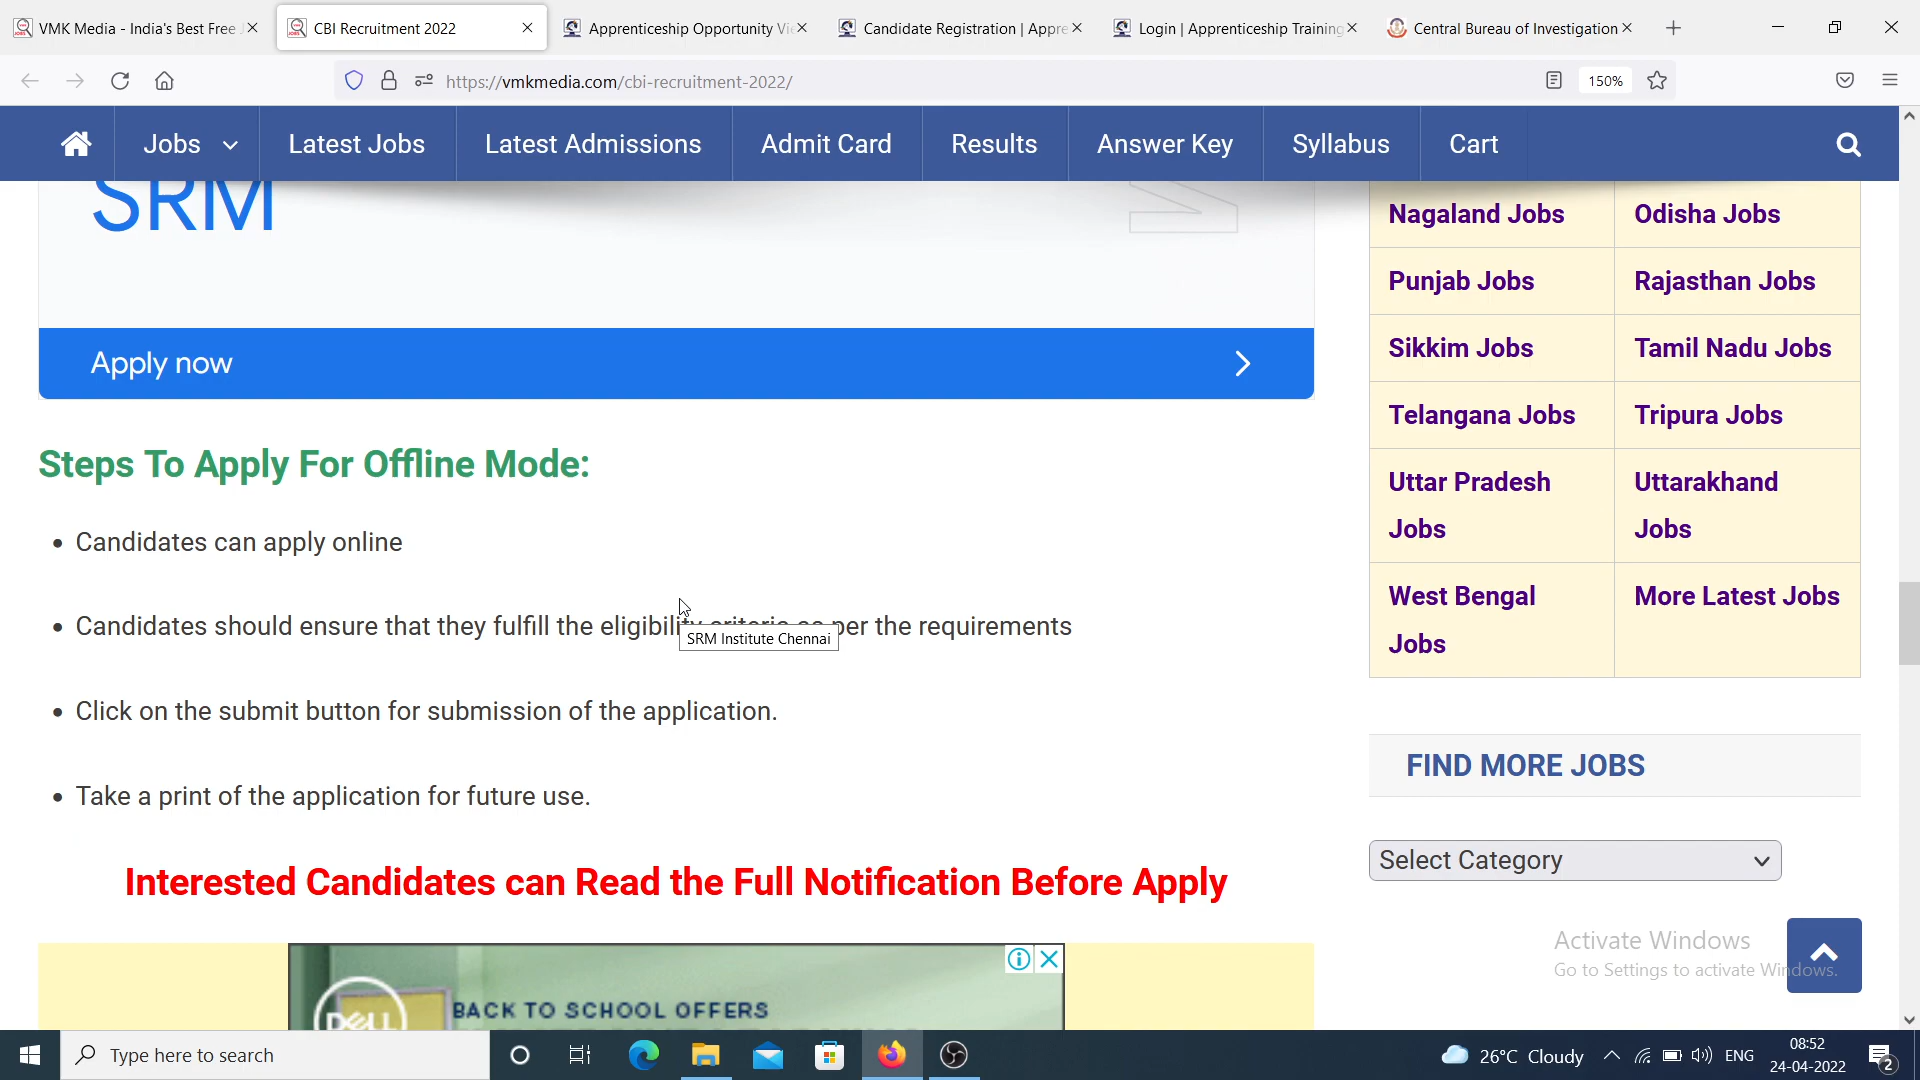 VMK Media - India's Best Free J
CBI Recruitment 2022
Apprenticeship Opportunity Vie
Candidate Registration | Appre
Login | Apprenticeship Training
Central Bureau of Investigation
https://vmkmedia.com/cbi-recruitment-2022/
150%
Jobs
Latest Jobs
Latest Admissions
Admit Card
Results
Answer Key
Syllabus
Cart
SRM
Apply now
Steps To Apply For Offline Mode:
• Candidates can apply online
• Candidates should ensure that they fulfill the eligibility criteria as per the requirements
SRM Institute Chennai
• Click on the submit button for submission of the application.
• Take a print of the application for future use.
Interested Candidates can Read the Full Notification Before Apply
DELL
BACK TO SCHOOL OFFERS
Nagaland Jobs
Odisha Jobs
Punjab Jobs
Rajasthan Jobs
Sikkim Jobs
Tamil Nadu Jobs
Telangana Jobs
Tripura Jobs
Uttar Pradesh
Jobs
Uttarakhand
Jobs
West Bengal
Jobs
More Latest Jobs
FIND MORE JOBS
Select Category
Activate Windows
Go to Settings to activate Windows.
Type here to search
26°C Cloudy
ENG
08:52
24-04-2022
2